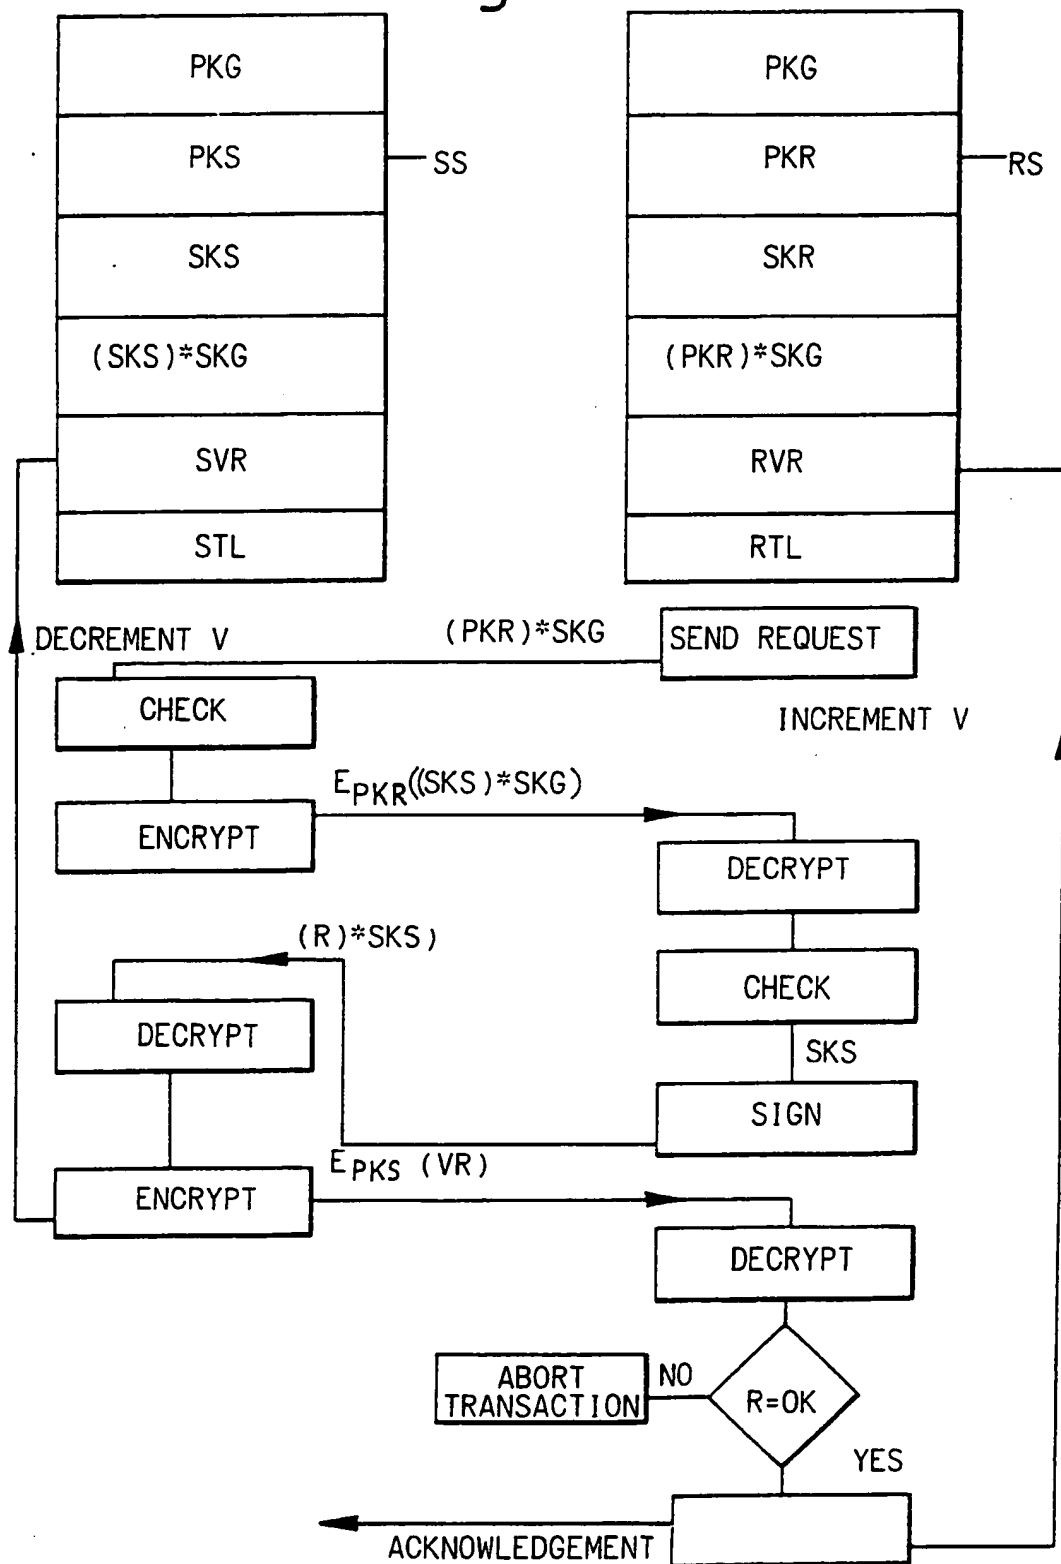 PKG
PKS
SS
SKS
(SKS)*SKG
SVR
STL
PKG
PKR
RS
SKR
(PKR)*SKG
RVR
RTL
DECREMENT V
(PKR)*SKG
SEND REQUEST
CHECK
INCREMENT V
EPKR((SKS)*SKG)
ENCRYPT
DECRYPT
(R)*SKS)
CHECK
DECRYPT
SKS
SIGN
EPKS (VR)
ENCRYPT
DECRYPT
ABORT
TRANSACTION
NO
R=OK
YES
ACKNOWLEDGEMENT